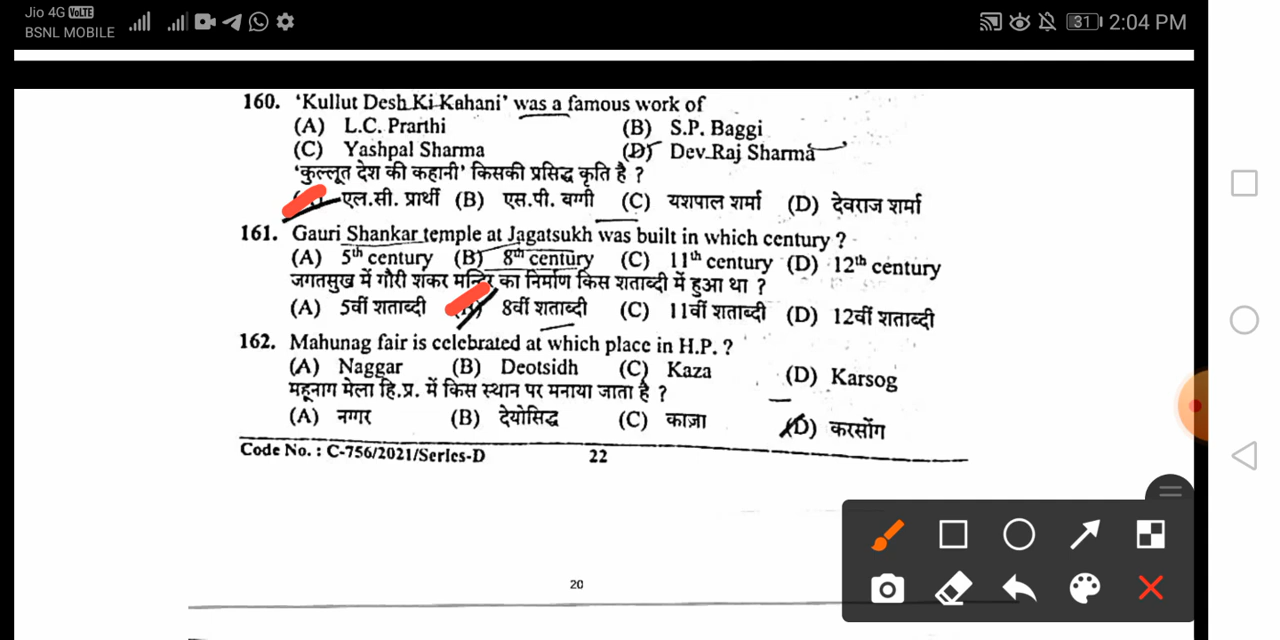 Jio 4G VoLTE
BSNL MOBILE
31 2:04 PM
160. ‘Kullut Desh Ki Kahani’ was a famous work of
(A) L.C. Prarthi (B) S.P. Baggi
(C) Yashpal Sharma (D) Dev Raj Sharma
‘कुल्लूत देश की कहानी’ किसकी प्रसिद्ध कृति है ?
एल.सी. प्रार्थी (B) एस.पी. बग्गी (C) यशपाल शर्मा (D) देवराज शर्मा
161. Gauri Shankar temple at Jagatsukh was built in which century ?
(A) 5th century (B) 8th century (C) 11th century (D) 12th century
जगतसुख में गौरी शंकर मन्दिर का निर्माण किस शताब्दी में हुआ था ?
(A) 5वीं शताब्दी 8वीं शताब्दी (C) 11वीं शताब्दी (D) 12वीं शताब्दी
162. Mahunag fair is celebrated at which place in H.P. ?
(A) Naggar (B) Deotsidh (C) Kaza (D) Karsog
महूनाग मेला हि.प्र. में किस स्थान पर मनाया जाता है ?
(A) नग्गर (B) देयोसिद्ध (C) काज़ा (D) करसोंग
Code No. : C-756/2021/Series-D 22
20